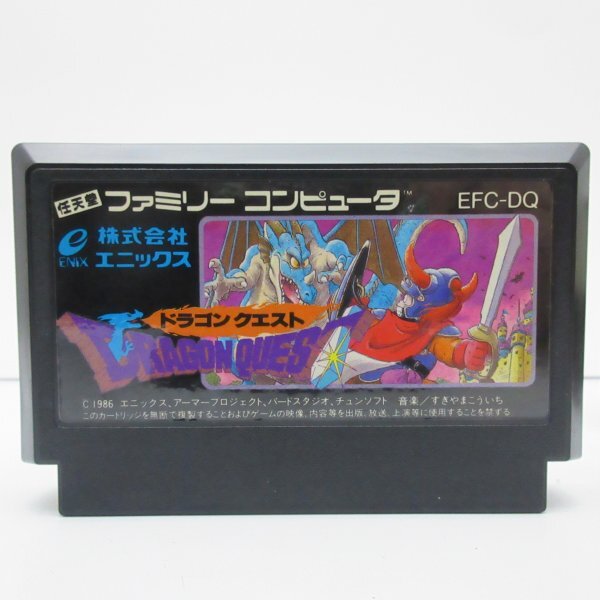 任天堂 ファミリー コンピュータ™ EFC-DQ
e ENIX 株式会社 エニックス
ドラゴンクエスト
DRAGON QUEST
C 1986 エニックス、アーマープロジェクト、バードスタジオ、チュンソフト 音楽/すぎやまこういち
このカートリッジを無断で複製することおよびゲームの映像、内容等を出版、放送、上演等に使用することを禁ずる。